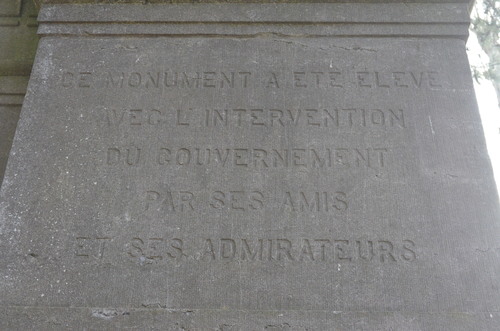 CE MONUMENT A ETE ELEVE
AVEC L'INTERVENTION
DU GOUVERNEMENT
PAR SES AMIS
ET SES ADMIRATEURS